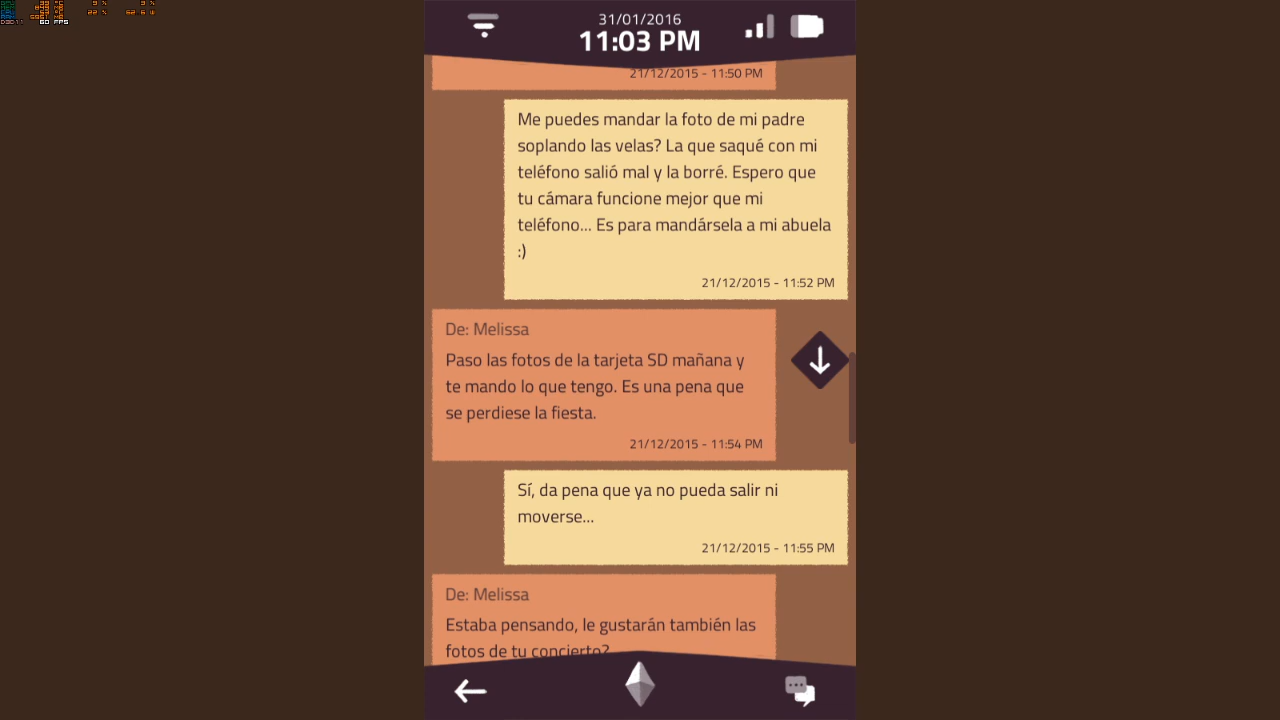 31/01/2016
11:03 PM
21/12/2015 - 11:50 PM
Me puedes mandar la foto de mi padre
soplando las velas? La que saqué con mi
teléfono salió mal y la borré. Espero que
tu cámara funcione mejor que mi
teléfono... Es para mandársela a mi abuela
:)
21/12/2015 - 11:52 PM
De: Melissa
Paso las fotos de la tarjeta SD mañana y
te mando lo que tengo. Es una pena que
se perdiese la fiesta.
21/12/2015 - 11:54 PM
Sí, da pena que ya no pueda salir ni
moverse...
21/12/2015 - 11:55 PM
De: Melissa
Estaba pensando, le gustarán también las
fotos de tu concierto?